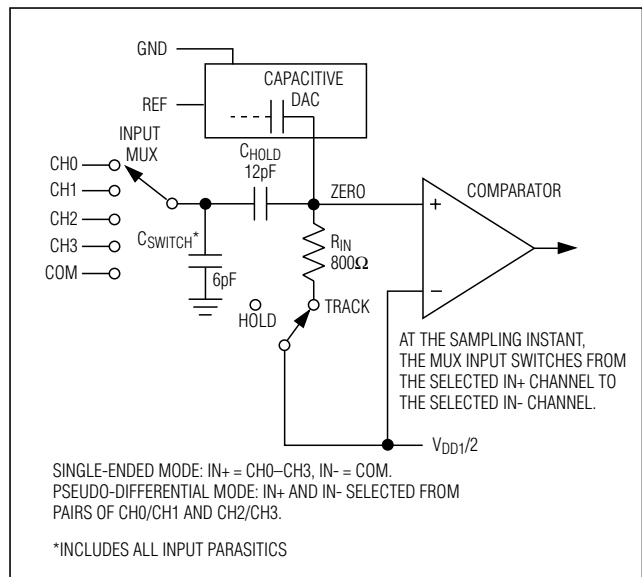 GND
CAPACITIVE
DAC
REF
INPUT
MUX
CHOLD
12pF
ZERO
COMPARATOR
CH0
CH1
CH2
CH3
COM
CSWITCH*
6pF
RIN
800Ω
+
−
HOLD
TRACK
AT THE SAMPLING INSTANT,
THE MUX INPUT SWITCHES FROM
THE SELECTED IN+ CHANNEL TO
THE SELECTED IN- CHANNEL.
VDD1/2
SINGLE-ENDED MODE: IN+ = CH0–CH3, IN- = COM.
PSEUDO-DIFFERENTIAL MODE: IN+ AND IN- SELECTED FROM
PAIRS OF CH0/CH1 AND CH2/CH3.
*INCLUDES ALL INPUT PARASITICS